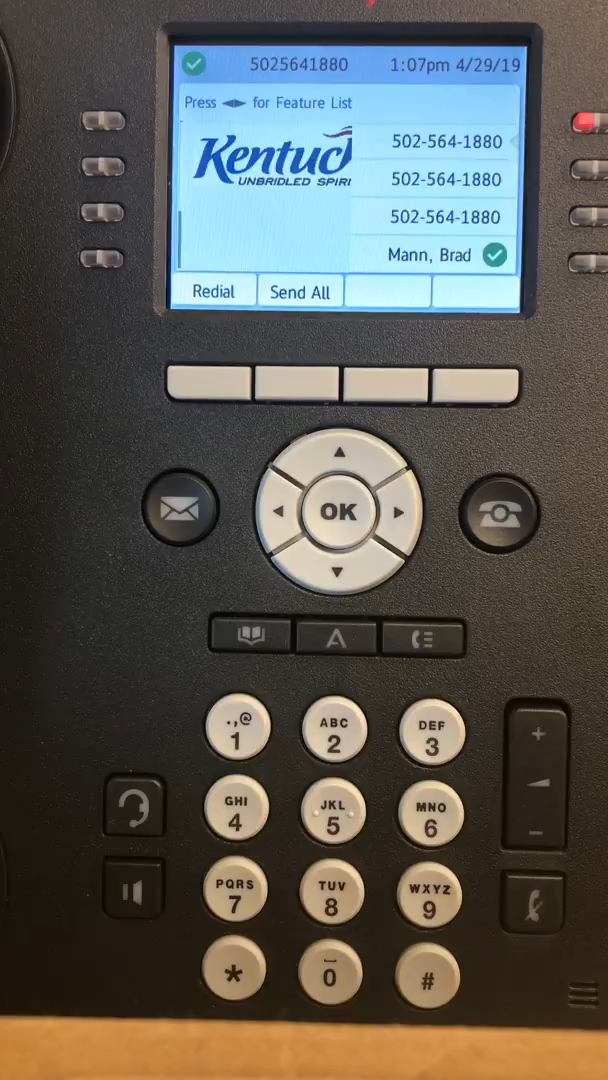 5025641880 1:07pm 4/29/19
Press ◄► for Feature List
Kentuc
UNBRIDLED SPIRI
502-564-1880
502-564-1880
502-564-1880
Mann, Brad
Redial Send All
OK
A
.,@ ABC DEF
1 2 3
GHI JKL MNO
4 5 6
PQRS TUV WXYZ
7 8 9
* 0 #
+
-